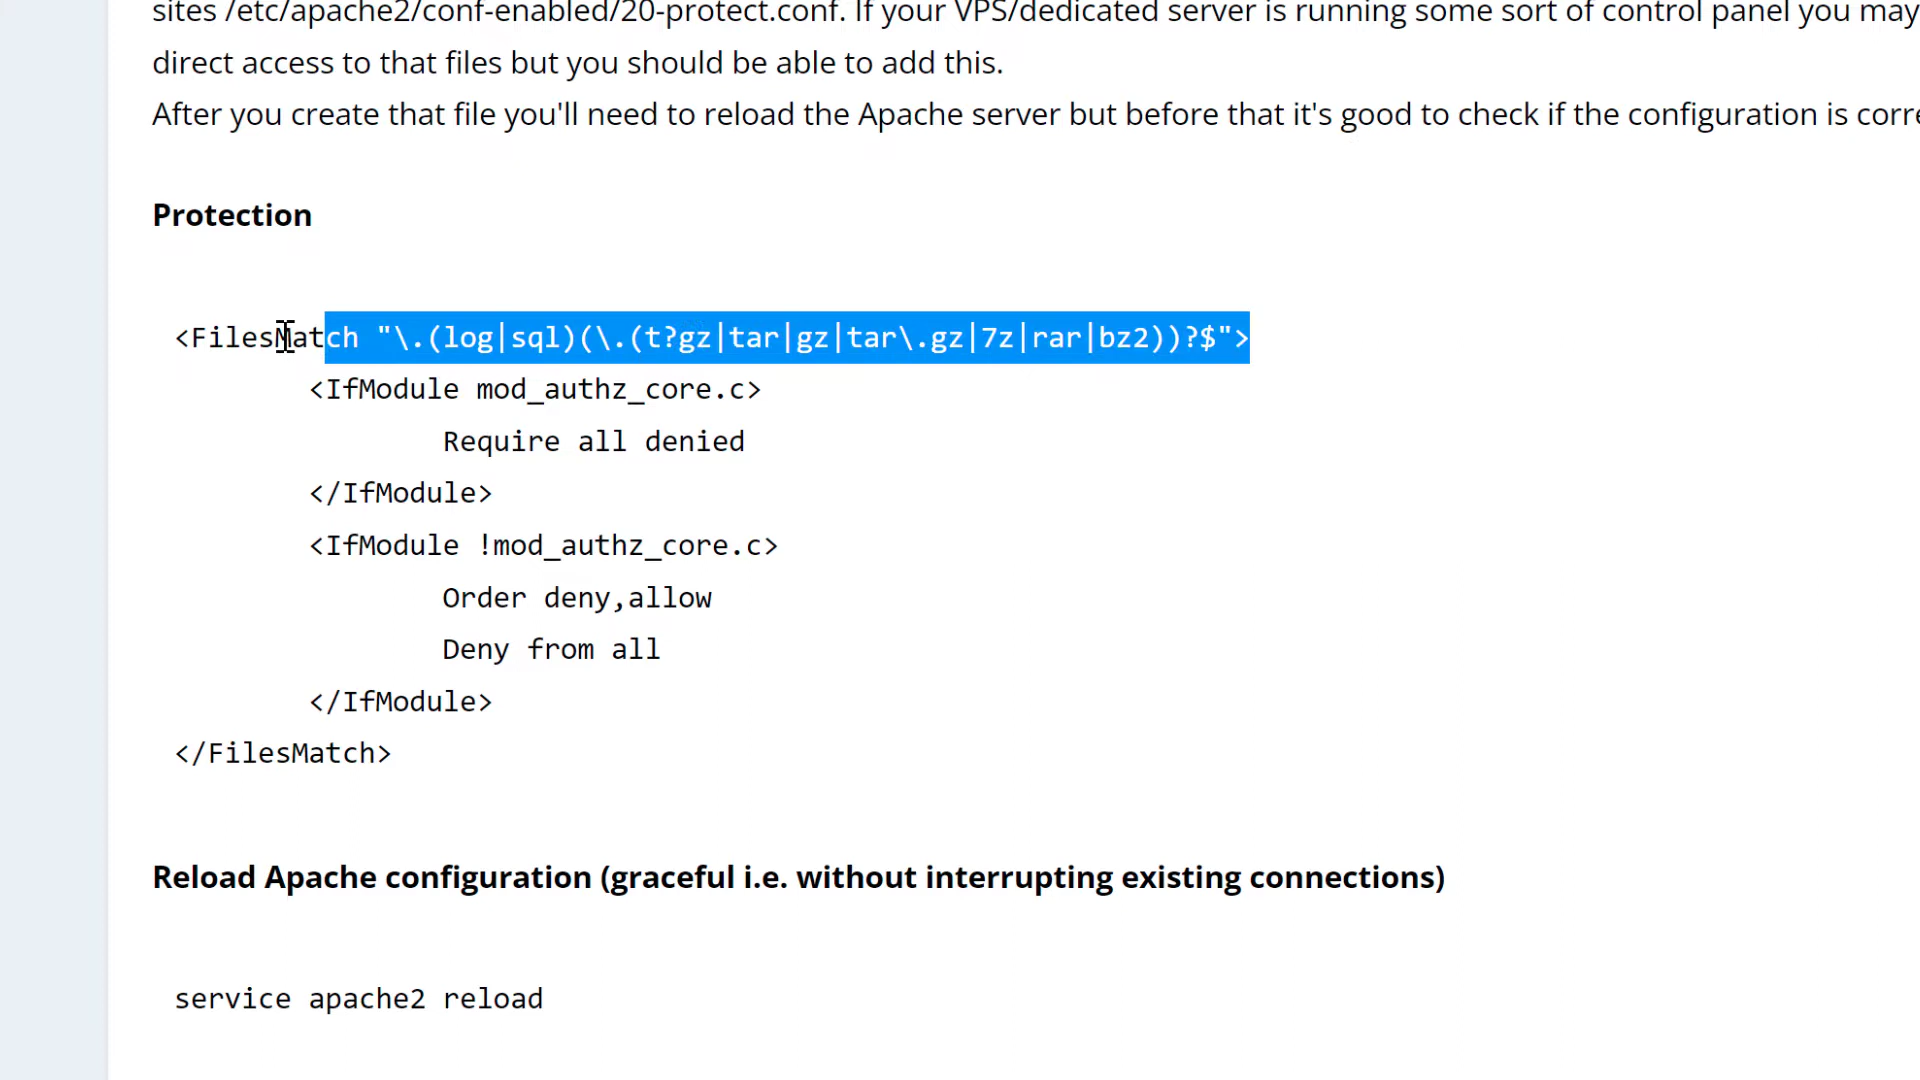 sites /etc/apache2/conf-enabled/20-protect.conf. If your VPS/dedicated server is running some sort of control panel you may
direct access to that files but you should be able to add this.
After you create that file you'll need to reload the Apache server but before that it's good to check if the configuration is corre
Protection
<FilesMatch "\.(log|sql)(\.(t?gz|tar|gz|tar\.gz|7z|rar|bz2))?$">
<IfModule mod_authz_core.c>
Require all denied
</IfModule>
<IfModule !mod_authz_core.c>
Order deny,allow
Deny from all
</IfModule>
</FilesMatch>
Reload Apache configuration (graceful i.e. without interrupting existing connections)
service apache2 reload